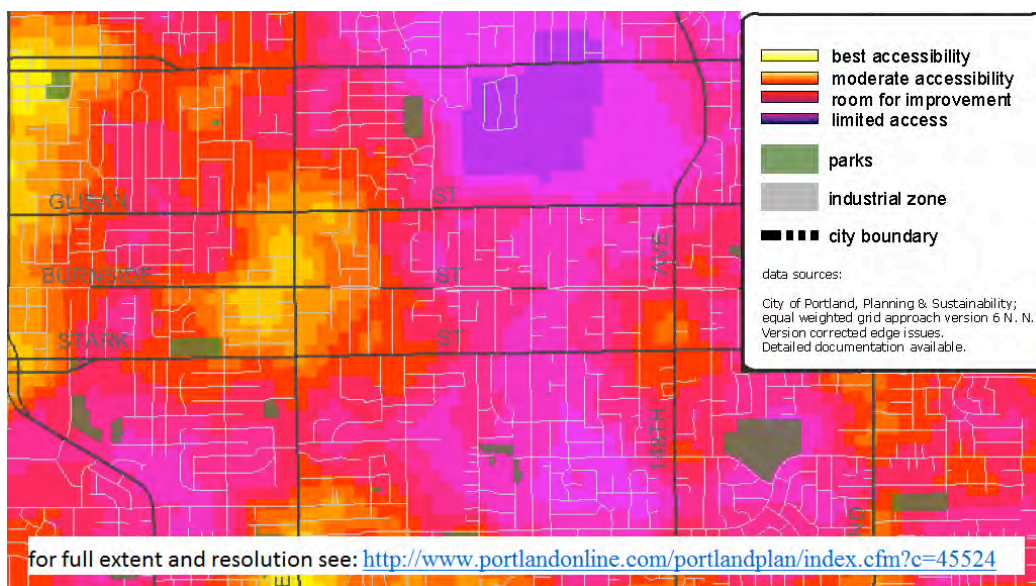 best accessibility
moderate accessibility
room for improvement
limited access
parks
industrial zone
city boundary
data sources:
City of Portland, Planning & Sustainability;
equal weighted grid approach version 6 N. N.
Version corrected edge issues.
Detailed documentation available.
GLISAN ST
BURNSIDE ST
AVE
STARK ST
148TH
for full extent and resolution see: http://www.portlandonline.com/portlandplan/index.cfm?c=45524